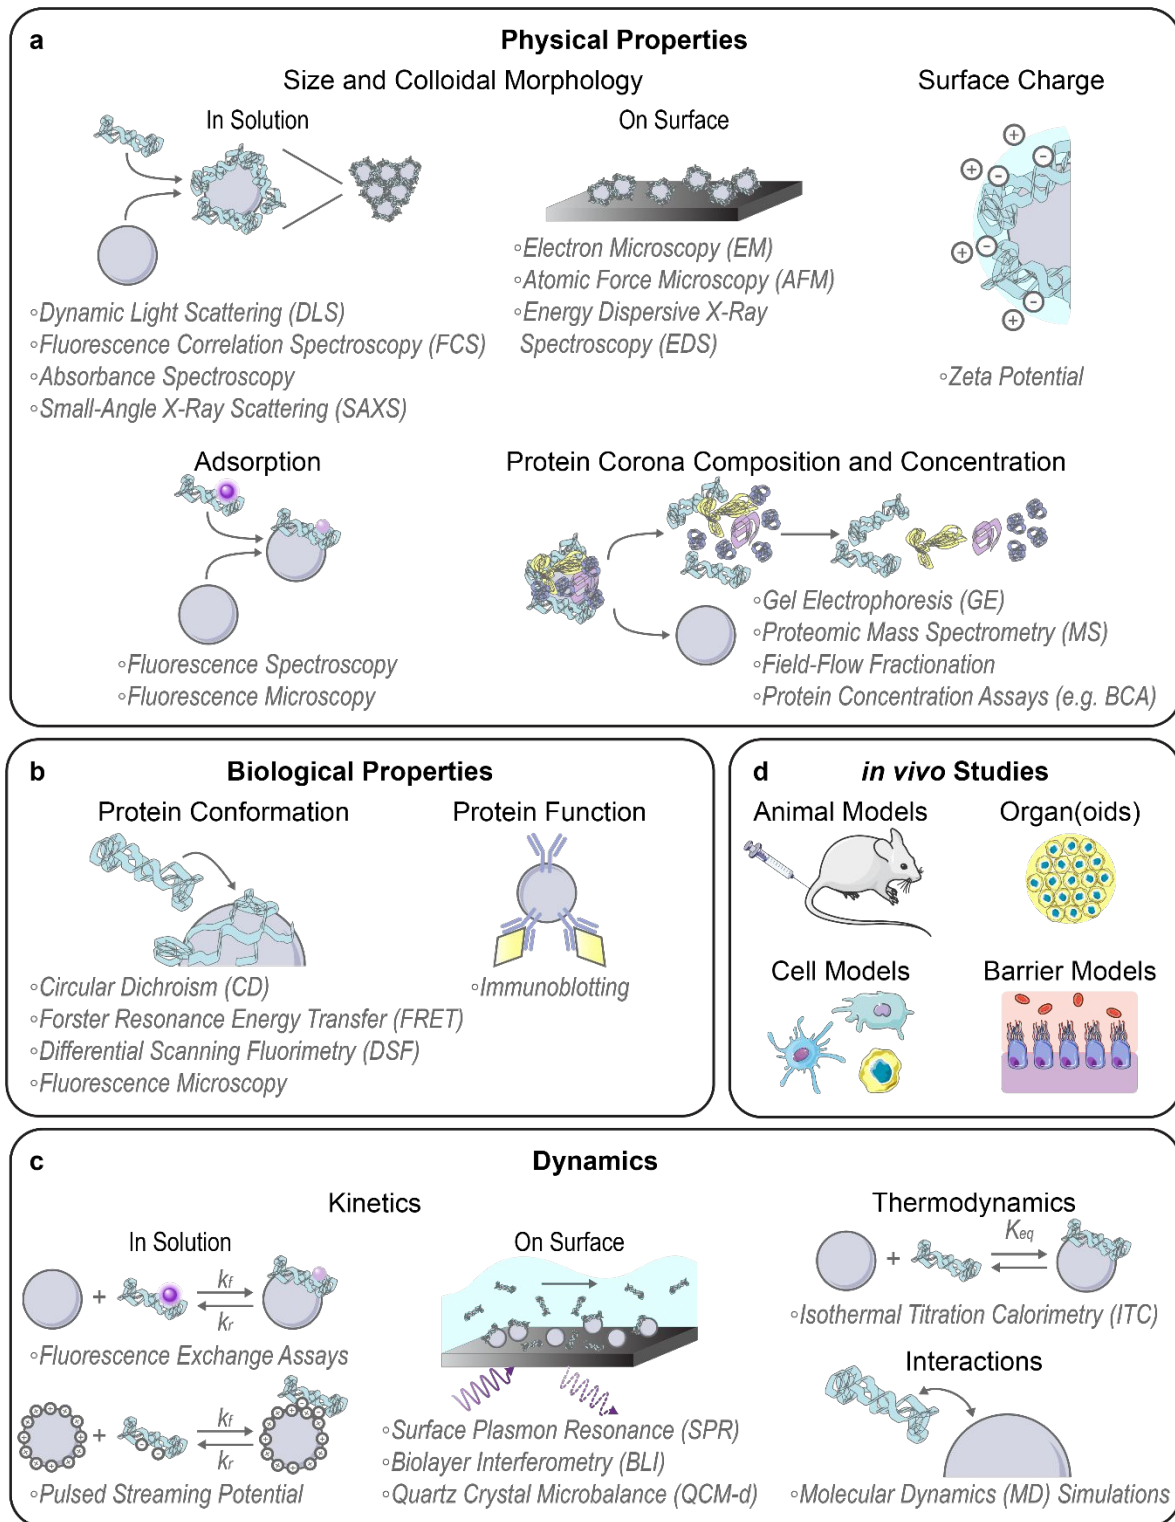 a
Physical Properties
Size and Colloidal Morphology
Surface Charge
In Solution
On Surface
◦Dynamic Light Scattering (DLS)
◦Fluorescence Correlation Spectroscopy (FCS)
◦Absorbance Spectroscopy
◦Small-Angle X-Ray Scattering (SAXS)
◦Electron Microscopy (EM)
◦Atomic Force Microscopy (AFM)
◦Energy Dispersive X-Ray
Spectroscopy (EDS)
+ − + − + − − +
◦Zeta Potential
Adsorption
◦Fluorescence Spectroscopy
◦Fluorescence Microscopy
Protein Corona Composition and Concentration
◦Gel Electrophoresis (GE)
◦Proteomic Mass Spectrometry (MS)
◦Field-Flow Fractionation
◦Protein Concentration Assays (e.g. BCA)
b
Biological Properties
Protein Conformation
◦Circular Dichroism (CD)
◦Forster Resonance Energy Transfer (FRET)
◦Differential Scanning Fluorimetry (DSF)
◦Fluorescence Microscopy
Protein Function
◦Immunoblotting
d
in vivo Studies
Animal Models
Organ(oids)
Cell Models
Barrier Models
c
Dynamics
Kinetics
In Solution
+
kf
kr
◦Fluorescence Exchange Assays
+
kf
kr
◦Pulsed Streaming Potential
On Surface
◦Surface Plasmon Resonance (SPR)
◦Biolayer Interferometry (BLI)
◦Quartz Crystal Microbalance (QCM-d)
Thermodynamics
+
Keq
◦Isothermal Titration Calorimetry (ITC)
Interactions
◦Molecular Dynamics (MD) Simulations